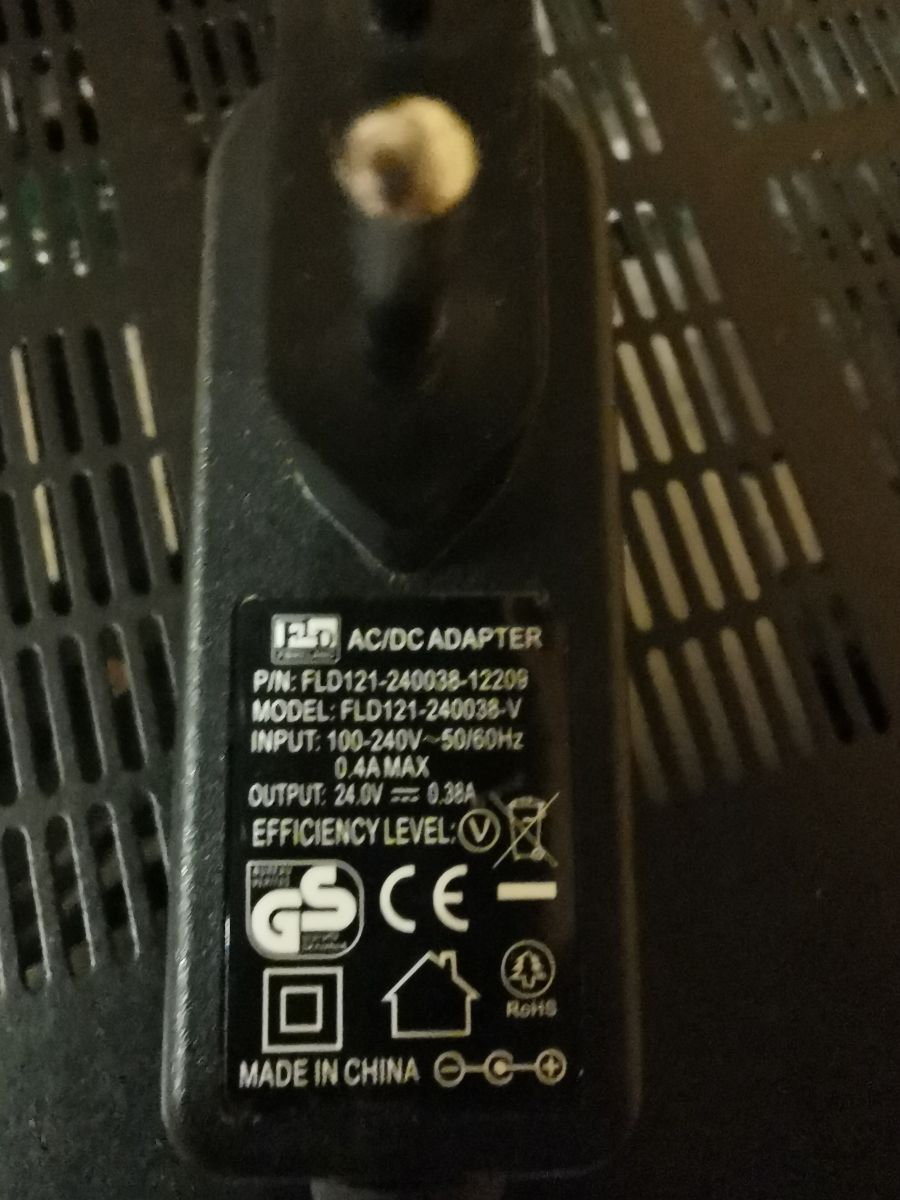 AC/DC ADAPTER
P/N: FLD121-240038-12209
MODEL: FLD121-240038-V
INPUT: 100-240V~50/60Hz
0.4A MAX
OUTPUT: 24.0V ⎓ 0.38A
EFFICIENCY LEVEL: V
GS CE
RoHS
MADE IN CHINA